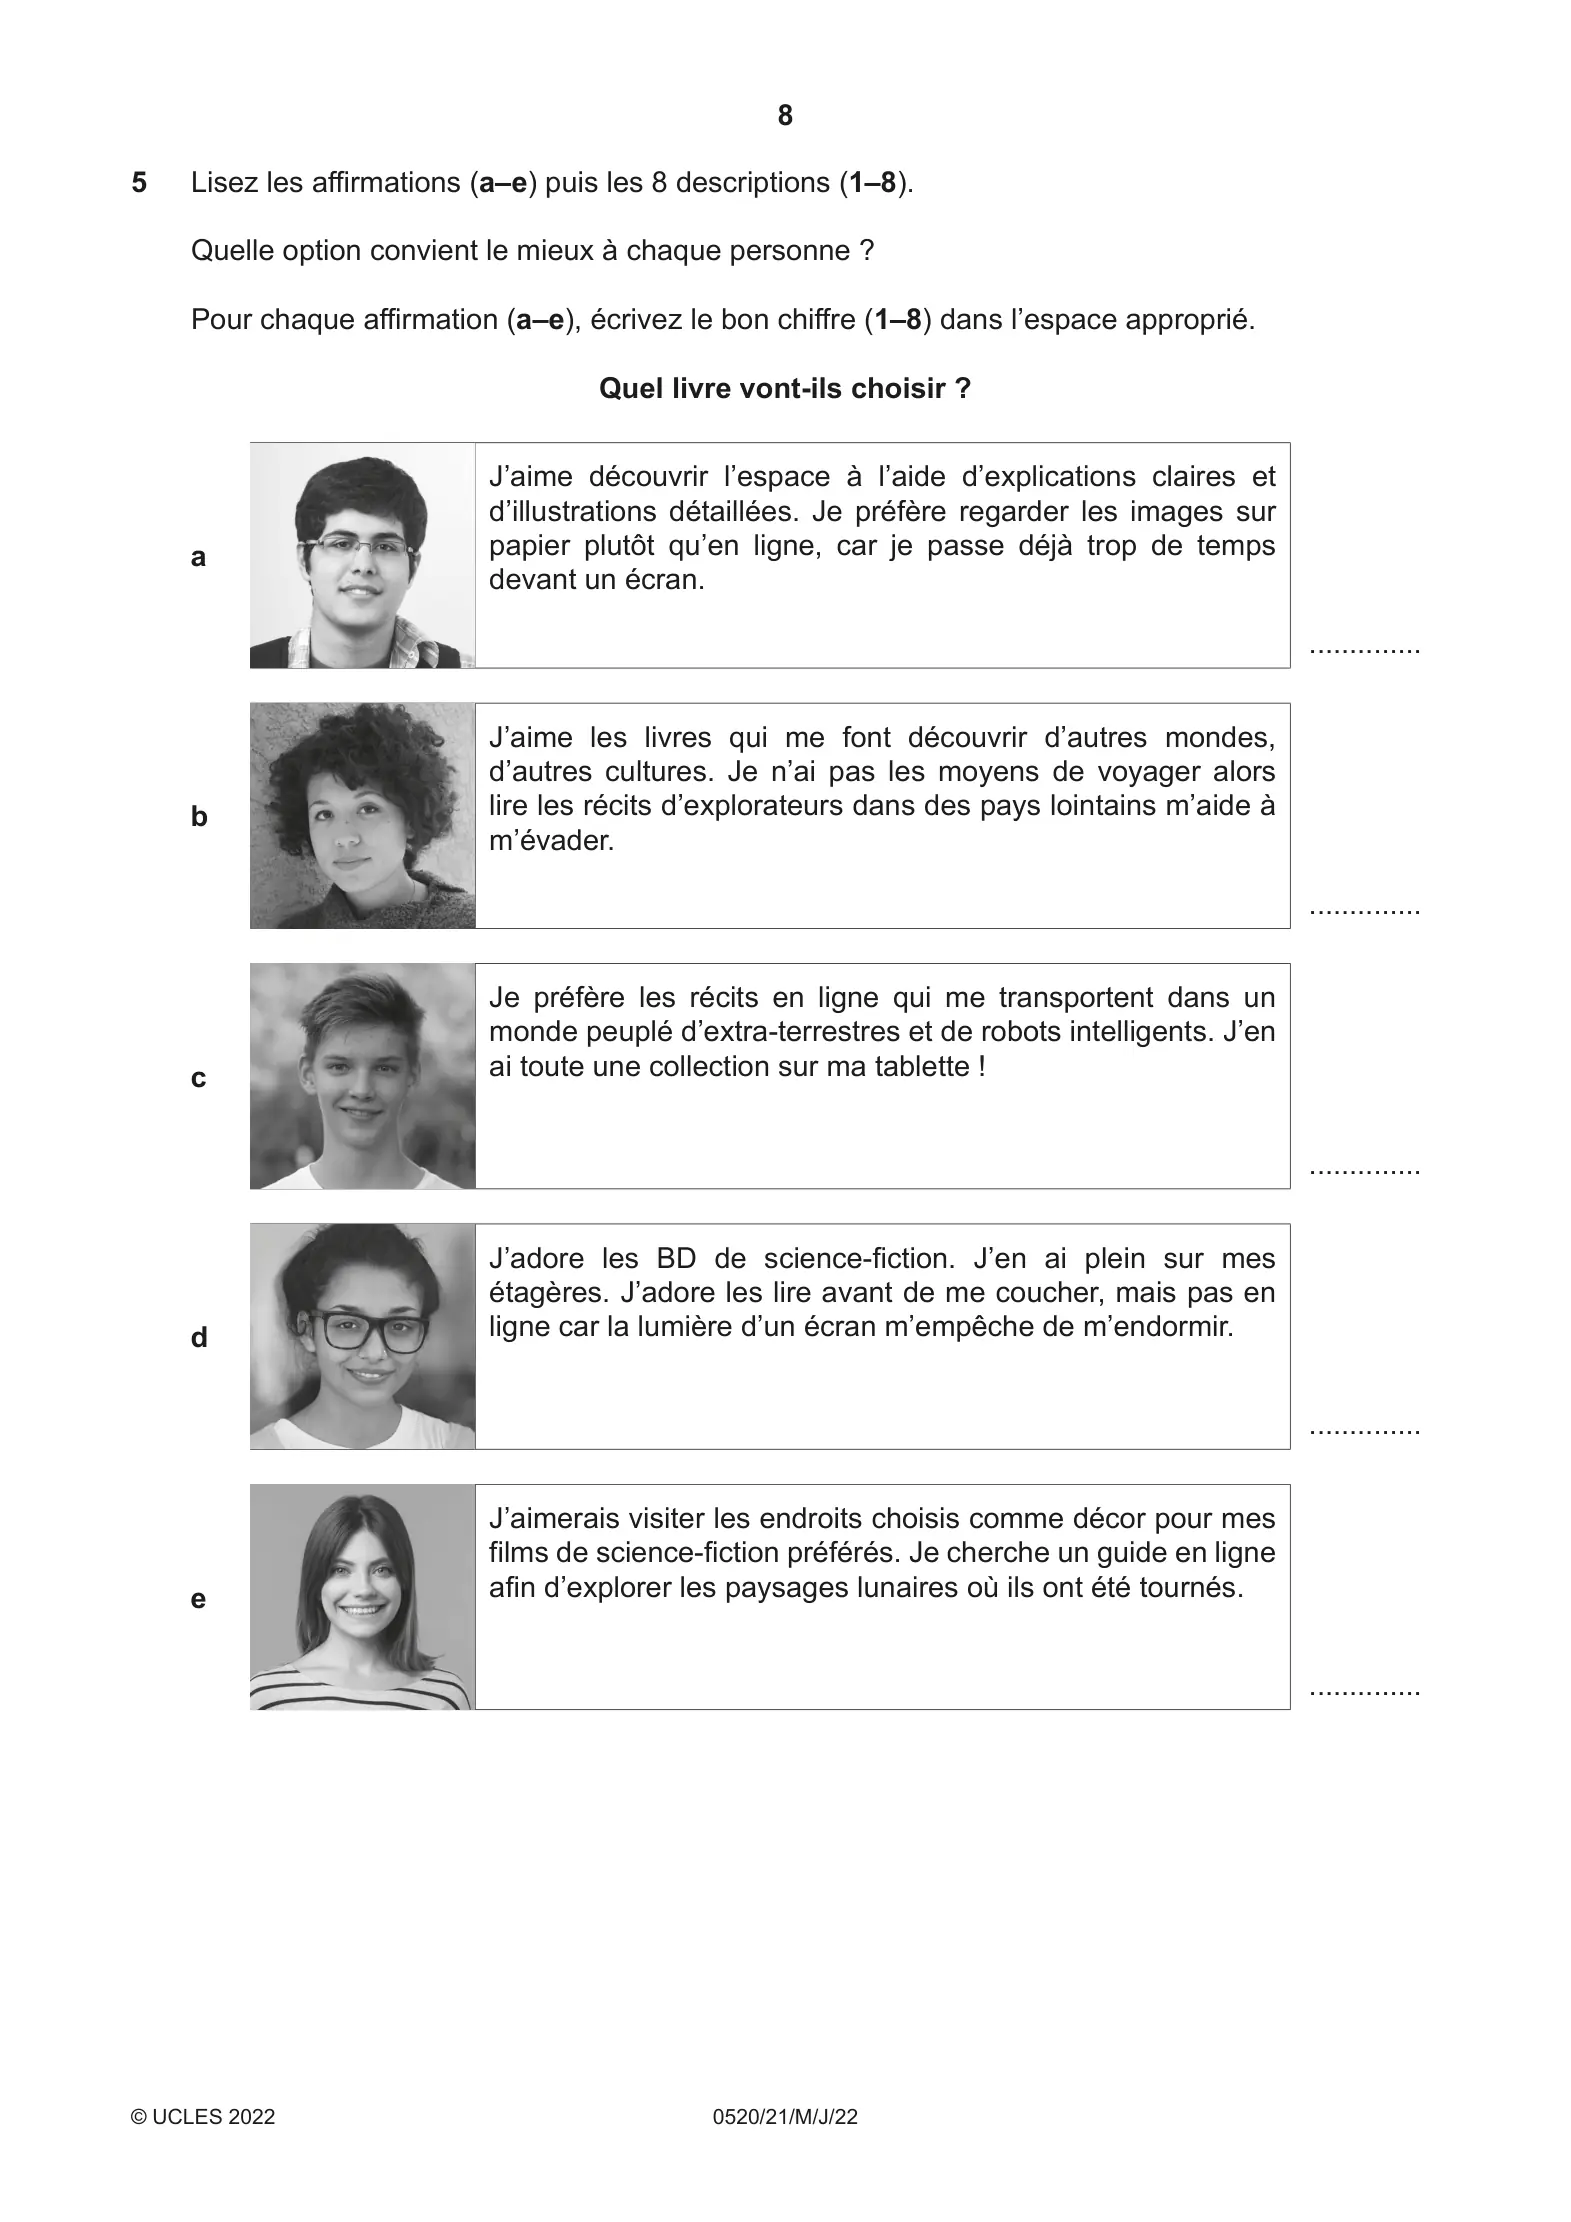 8
5 Lisez les affirmations (a–e) puis les 8 descriptions (1–8).
Quelle option convient le mieux à chaque personne ?
Pour chaque affirmation (a–e), écrivez le bon chiffre (1–8) dans l’espace approprié.
Quel livre vont-ils choisir ?
a
J’aime découvrir l’espace à l’aide d’explications claires et
d’illustrations détaillées. Je préfère regarder les images sur
papier plutôt qu’en ligne, car je passe déjà trop de temps
devant un écran.
..............
b
J’aime les livres qui me font découvrir d’autres mondes,
d’autres cultures. Je n’ai pas les moyens de voyager alors
lire les récits d’explorateurs dans des pays lointains m’aide à
m’évader.
..............
c
Je préfère les récits en ligne qui me transportent dans un
monde peuplé d’extra-terrestres et de robots intelligents. J’en
ai toute une collection sur ma tablette !
..............
d
J’adore les BD de science-fiction. J’en ai plein sur mes
étagères. J’adore les lire avant de me coucher, mais pas en
ligne car la lumière d’un écran m’empêche de m’endormir.
..............
e
J’aimerais visiter les endroits choisis comme décor pour mes
films de science-fiction préférés. Je cherche un guide en ligne
afin d’explorer les paysages lunaires où ils ont été tournés.
..............
© UCLES 2022 0520/21/M/J/22